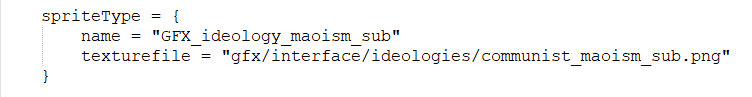 spriteType = {
name = "GFX_ideology_maoism_sub"
texturefile = "gfx/interface/ideologies/communist_maoism_sub.png"
}